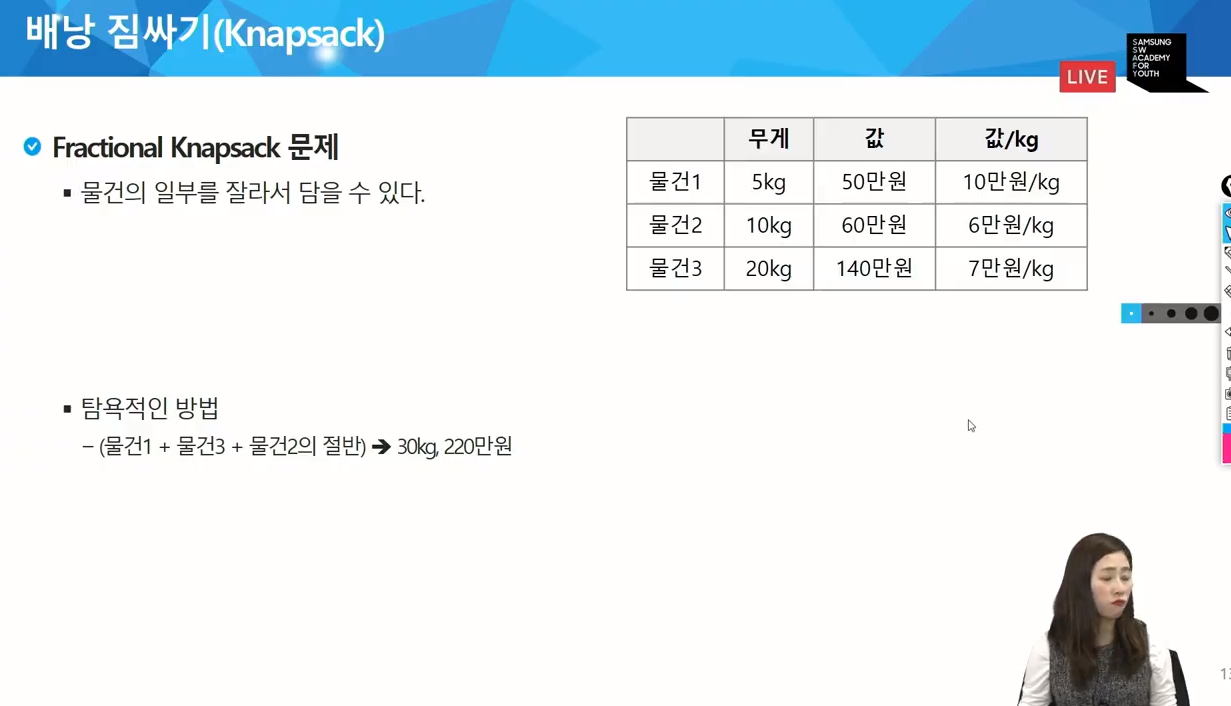 배낭 짐싸기(Knapsack)
SAMSUNG
SW
ACADEMY
FOR
YOUTH
LIVE
Fractional Knapsack 문제
▪ 물건의 일부를 잘라서 담을 수 있다.
무게 값 값/kg
물건1 5kg 50만원 10만원/kg
물건2 10kg 60만원 6만원/kg
물건3 20kg 140만원 7만원/kg
▪ 탐욕적인 방법
– (물건1 + 물건3 + 물건2의 절반) ➔ 30kg, 220만원